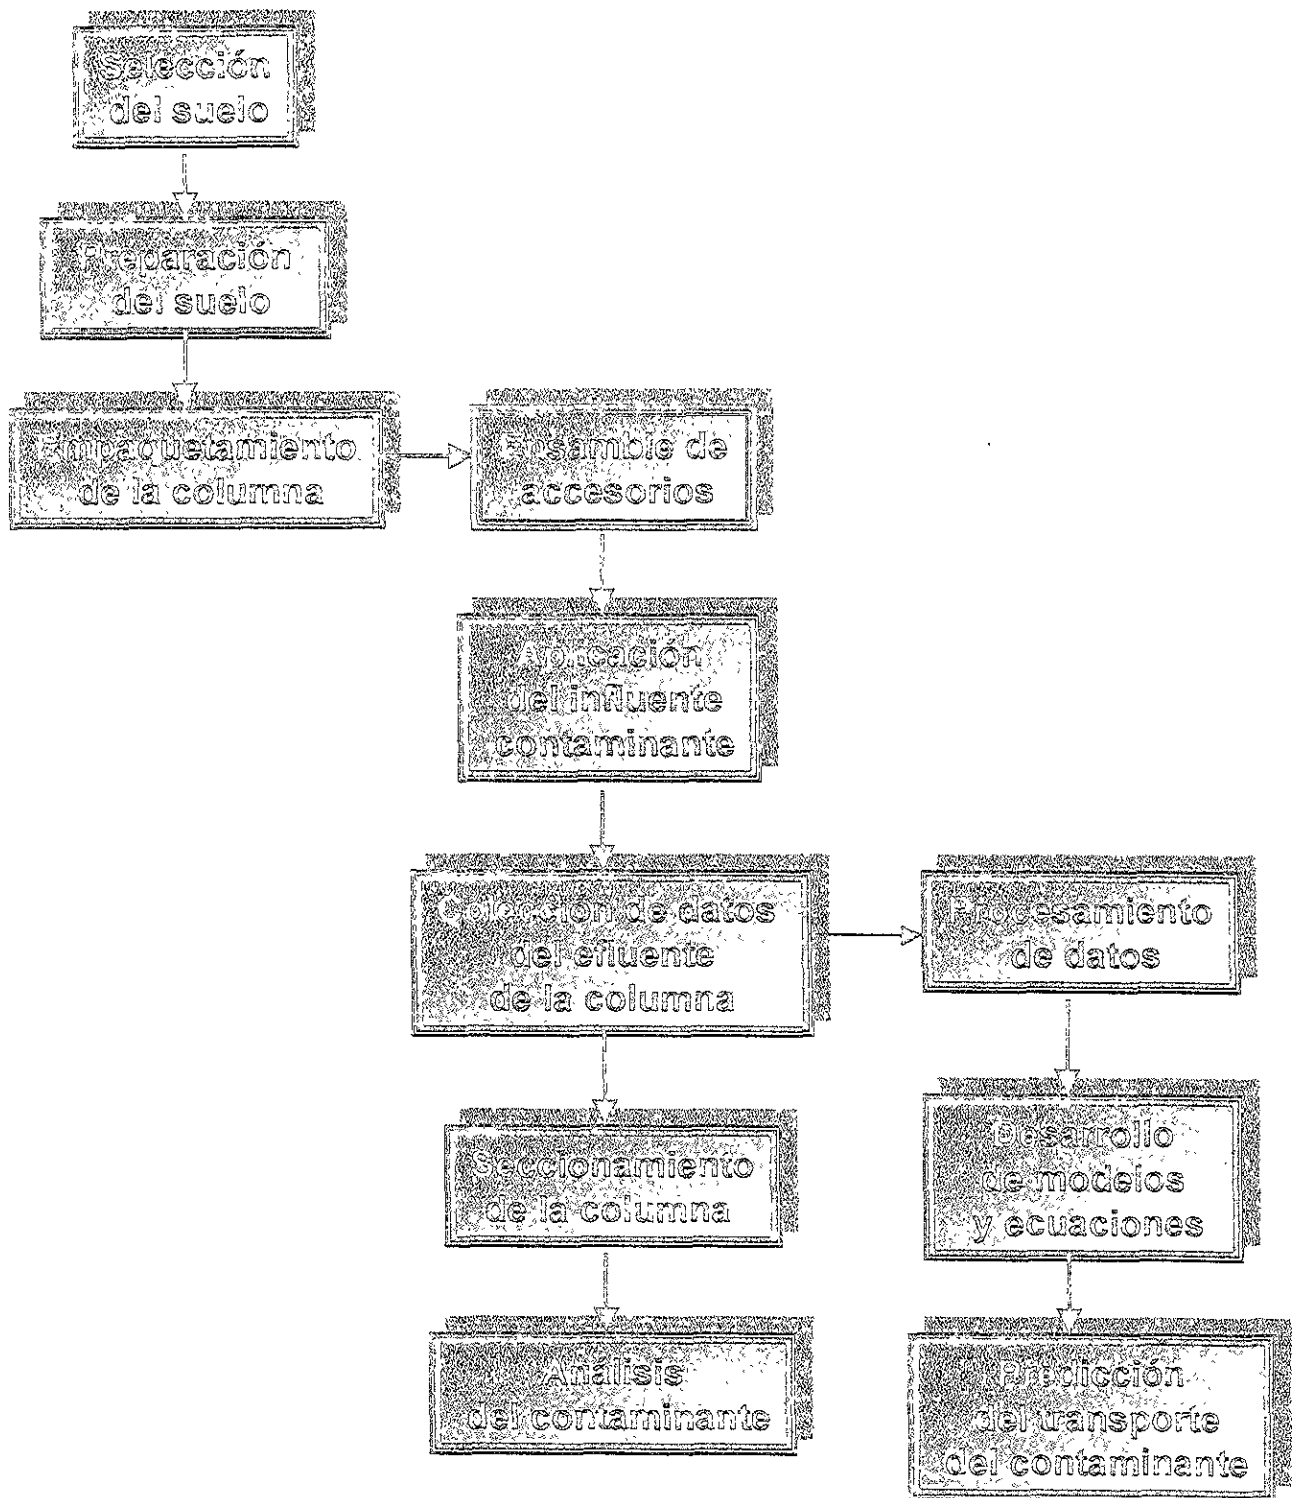 Selección
del suelo
Preparación
del suelo
Empaquetamiento
de la columna
Ensamble de
accesorios
Aplicación
del influente
contaminante
Colección de datos
del efluente
de la columna
Procesamiento
de datos
Seccionamiento
de la columna
Desarrollo
de modelos
y ecuaciones
Análisis
del contaminante
Predicción
del transporte
del contaminante